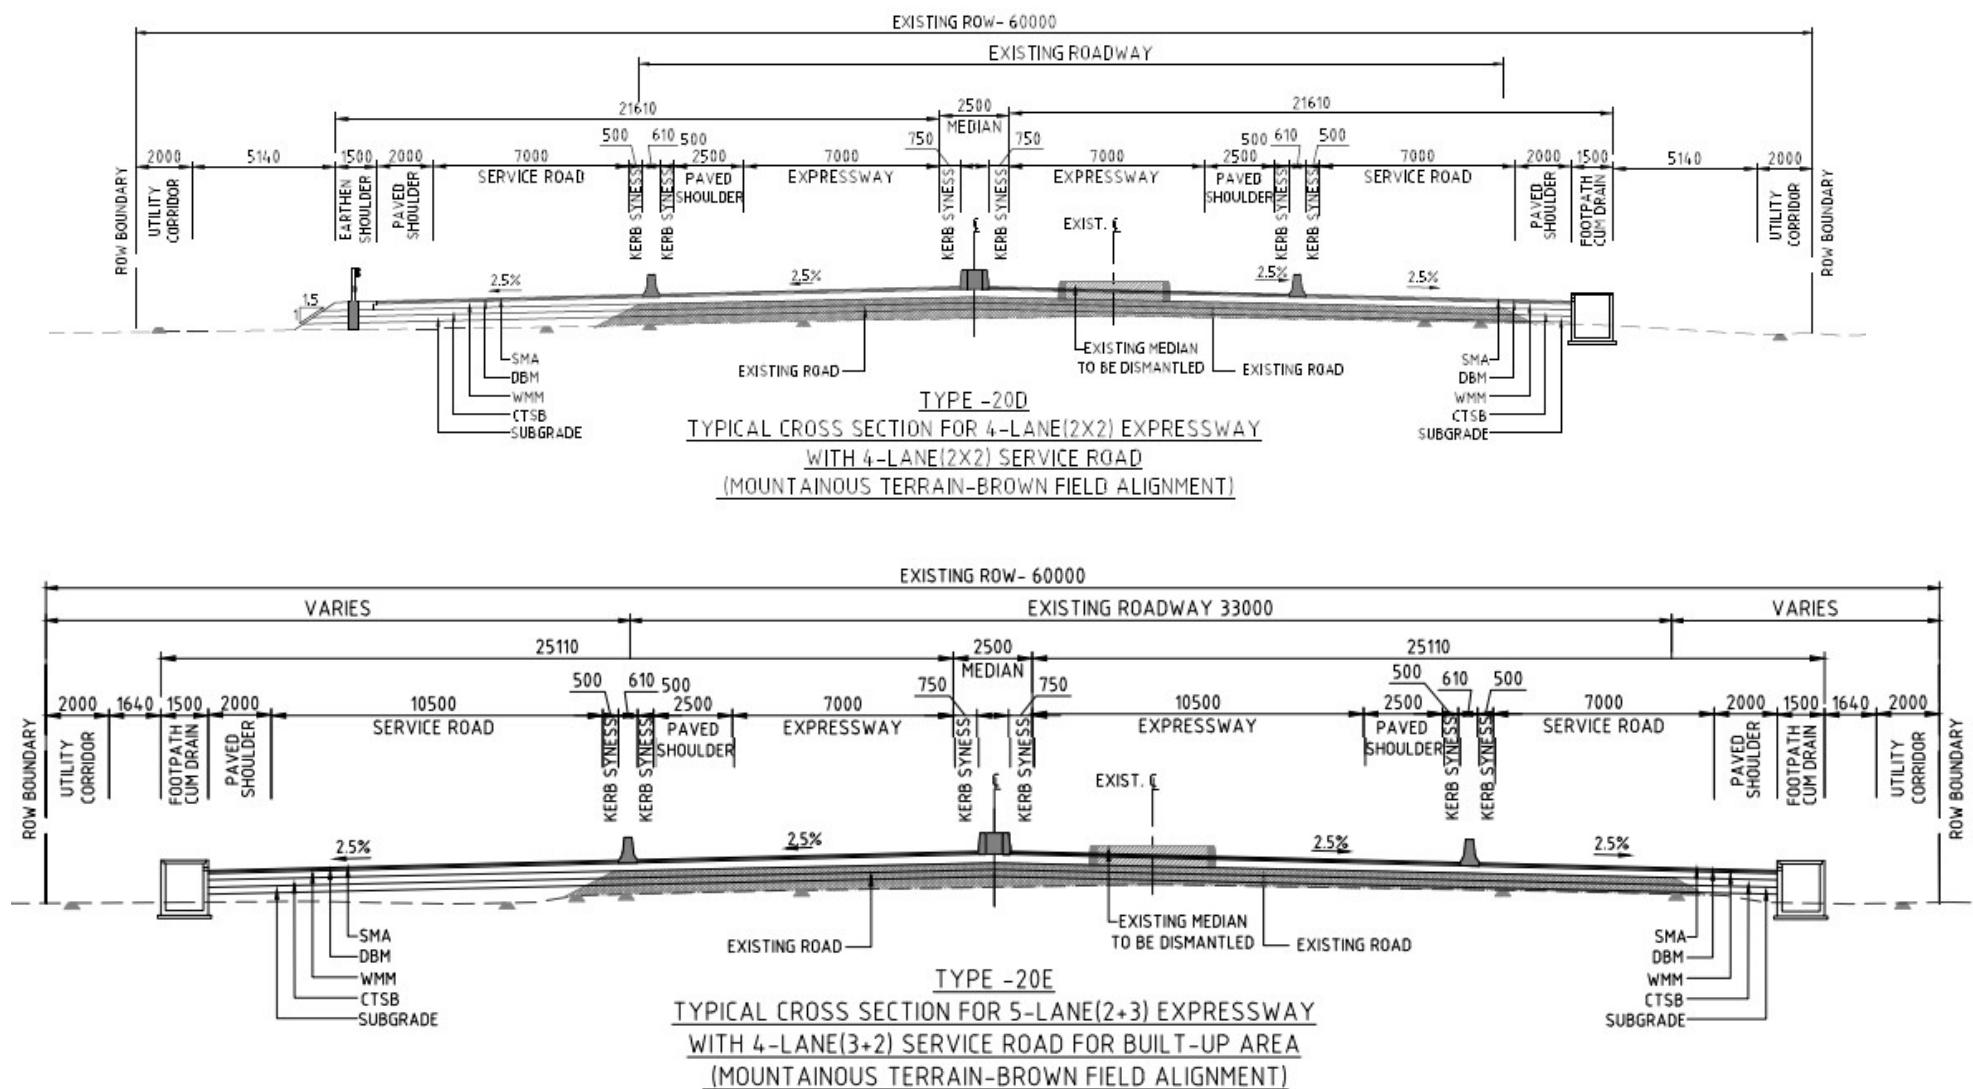 EXISTING ROW- 60000
EXISTING ROADWAY
21610
2500
21610
MEDIAN
500
610
500
750
750
500
610
500
2000
5140
1500
2000
7000
2500
7000
7000
2500
7000
2000
1500
5140
2000
ROW BOUNDARY
UTILITY
CORRIDOR
EARTHEN
SHOULDER
PAVED
SHOULDER
SERVICE ROAD
KERB SYNESS
KERB SYNESS
PAVED
SHOULDER
EXPRESSWAY
KERB SYNESS
KERB SYNESS
EXPRESSWAY
PAVED
SHOULDER
KERB SYNESS
KERB SYNESS
SERVICE ROAD
PAVED
SHOULDER
FOOTPATH
CUM DRAIN
UTILITY
CORRIDOR
ROW BOUNDARY
EXIST. ℄
℄
2.5%
2.5%
2.5%
2.5%
1.5
1
EXISTING ROAD
EXISTING MEDIAN
TO BE DISMANTLED
EXISTING ROAD
SMA
DBM
WMM
CTSB
SUBGRADE
SMA
DBM
WMM
CTSB
SUBGRADE
TYPE -20D
TYPICAL CROSS SECTION FOR 4-LANE(2X2) EXPRESSWAY
WITH 4-LANE(2X2) SERVICE ROAD
(MOUNTAINOUS TERRAIN-BROWN FIELD ALIGNMENT)
EXISTING ROW- 60000
VARIES
EXISTING ROADWAY 33000
VARIES
25110
2500
25110
MEDIAN
500
610
500
750
750
500
610
500
2000
1640
1500
2000
10500
2500
7000
10500
2500
7000
2000
1500
1640
2000
ROW BOUNDARY
UTILITY
CORRIDOR
FOOTPATH
CUM DRAIN
PAVED
SHOULDER
SERVICE ROAD
KERB SYNESS
KERB SYNESS
PAVED
SHOULDER
EXPRESSWAY
KERB SYNESS
KERB SYNESS
EXPRESSWAY
PAVED
SHOULDER
KERB SYNESS
KERB SYNESS
SERVICE ROAD
PAVED
SHOULDER
FOOTPATH
CUM DRAIN
UTILITY
CORRIDOR
ROW BOUNDARY
℄
EXIST. ℄
2.5%
2.5%
2.5%
2.5%
EXISTING ROAD
EXISTING MEDIAN
TO BE DISMANTLED
EXISTING ROAD
SMA
DBM
WMM
CTSB
SUBGRADE
SMA
DBM
WMM
CTSB
SUBGRADE
TYPE -20E
TYPICAL CROSS SECTION FOR 5-LANE(2+3) EXPRESSWAY
WITH 4-LANE(3+2) SERVICE ROAD FOR BUILT-UP AREA
(MOUNTAINOUS TERRAIN-BROWN FIELD ALIGNMENT)